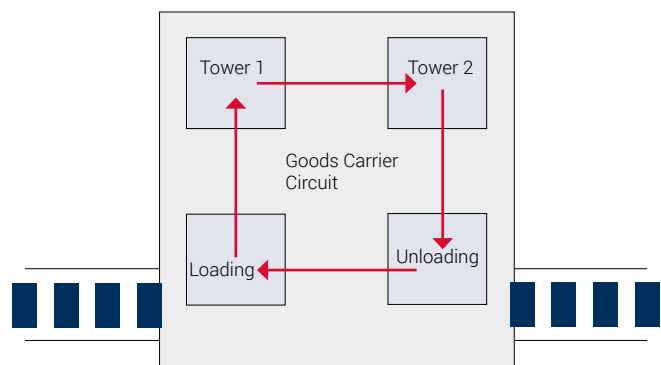 Tower 1
Tower 2
Goods Carrier
Circuit
Loading
Unloading